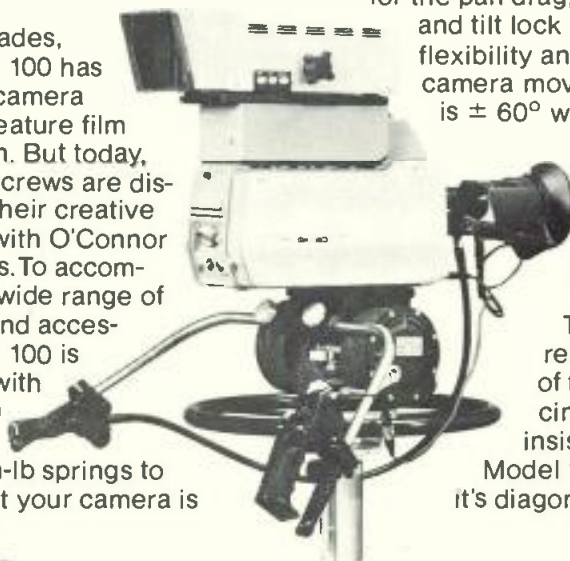 ades,
100 has
camera
eature film
n. But today,
crews are dis-
heir creative
with O'Connor
s. To accom-
wide range of
nd acces-
100 is
with
n-lb springs to
t your camera is
for the pan drag,
and tilt lock
flexibility an
camera mov
is ± 60° w
T
re
of t
cin
insis
Model
it's diagon